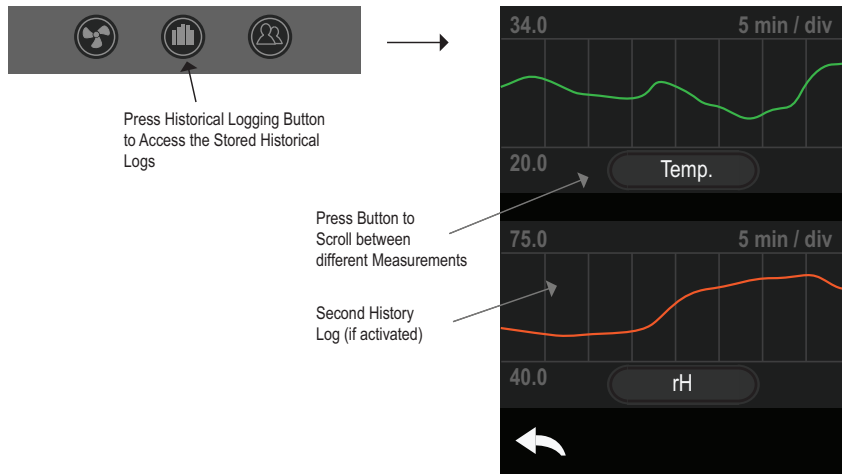 Press Historical Logging Button
to Access the Stored Historical
Logs
Press Button to
Scroll between
different Measurements
Second History
Log (if activated)
34.0 5 min / div
20.0 Temp.
75.0 5 min / div
40.0 rH